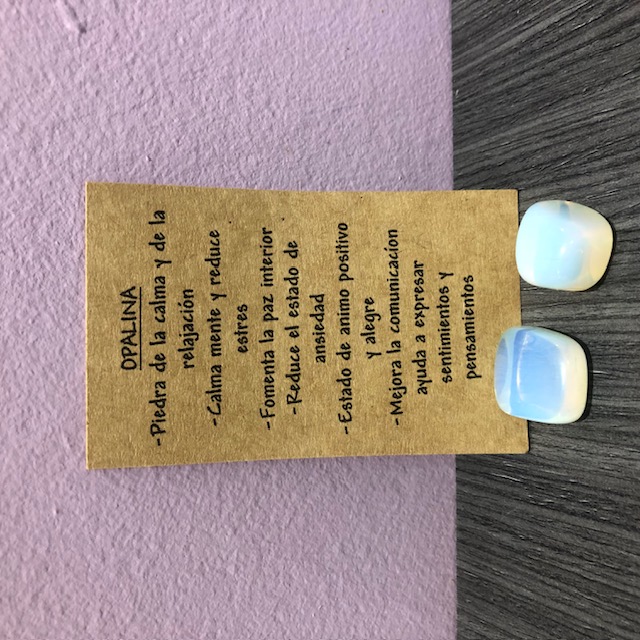 OPALINA
-Piedra de la calma y de la
relajación
-Calma mente y reduce
estres
-Fomenta la paz interior
-Reduce el estado de
ansiedad
-Estado de animo positivo
y alegre
-Mejora la comunicacion
ayuda a expresar
sentimientos y
pensamientos